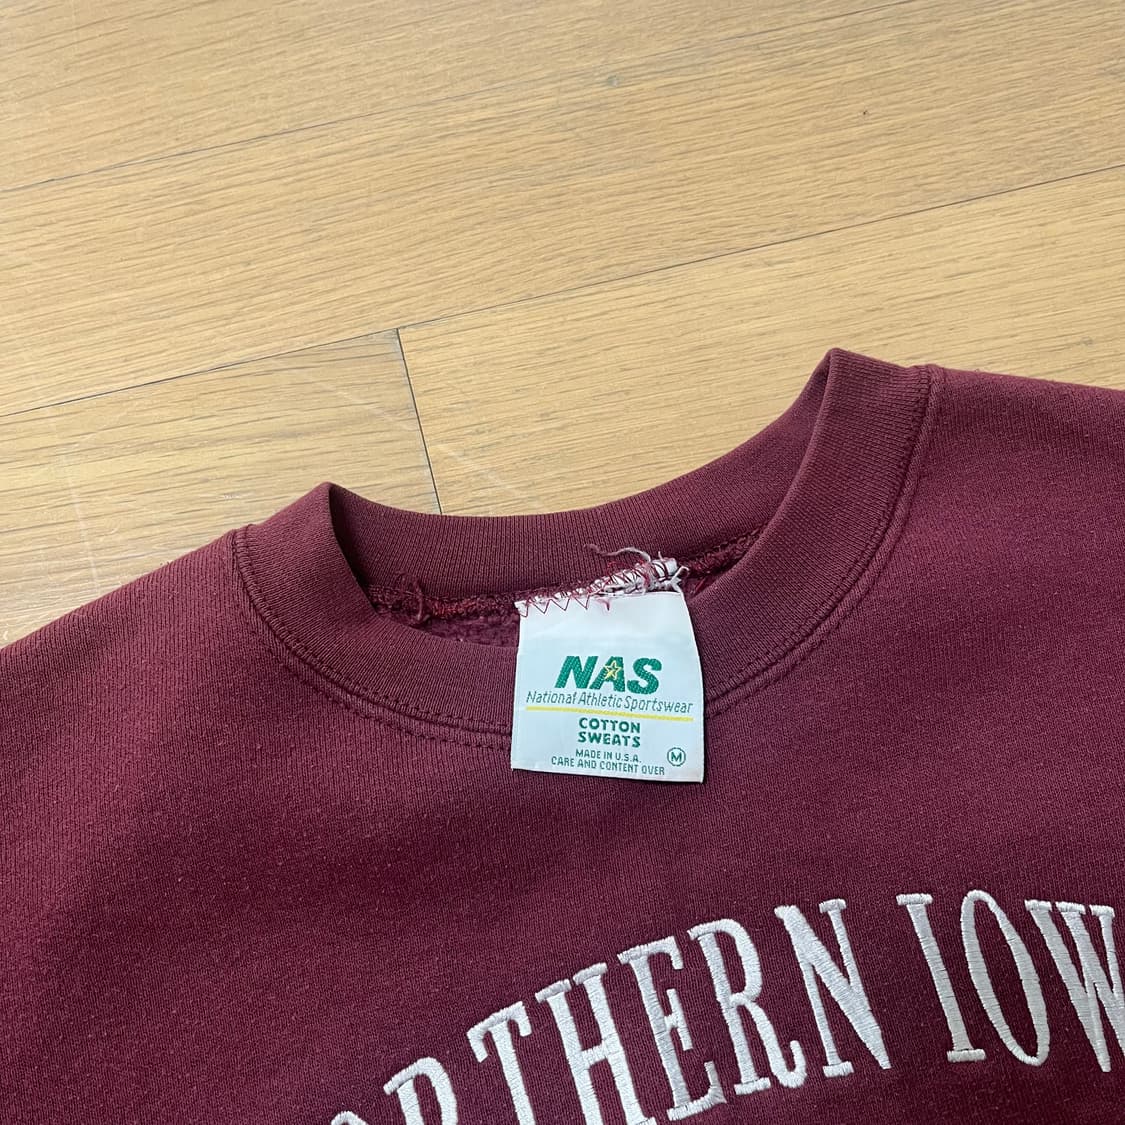 NAS
National Athletic Sportswear
COTTON
SWEATS
MADE IN U.S.A.
CARE AND CONTENT OVER
M
ORTHERN IOW